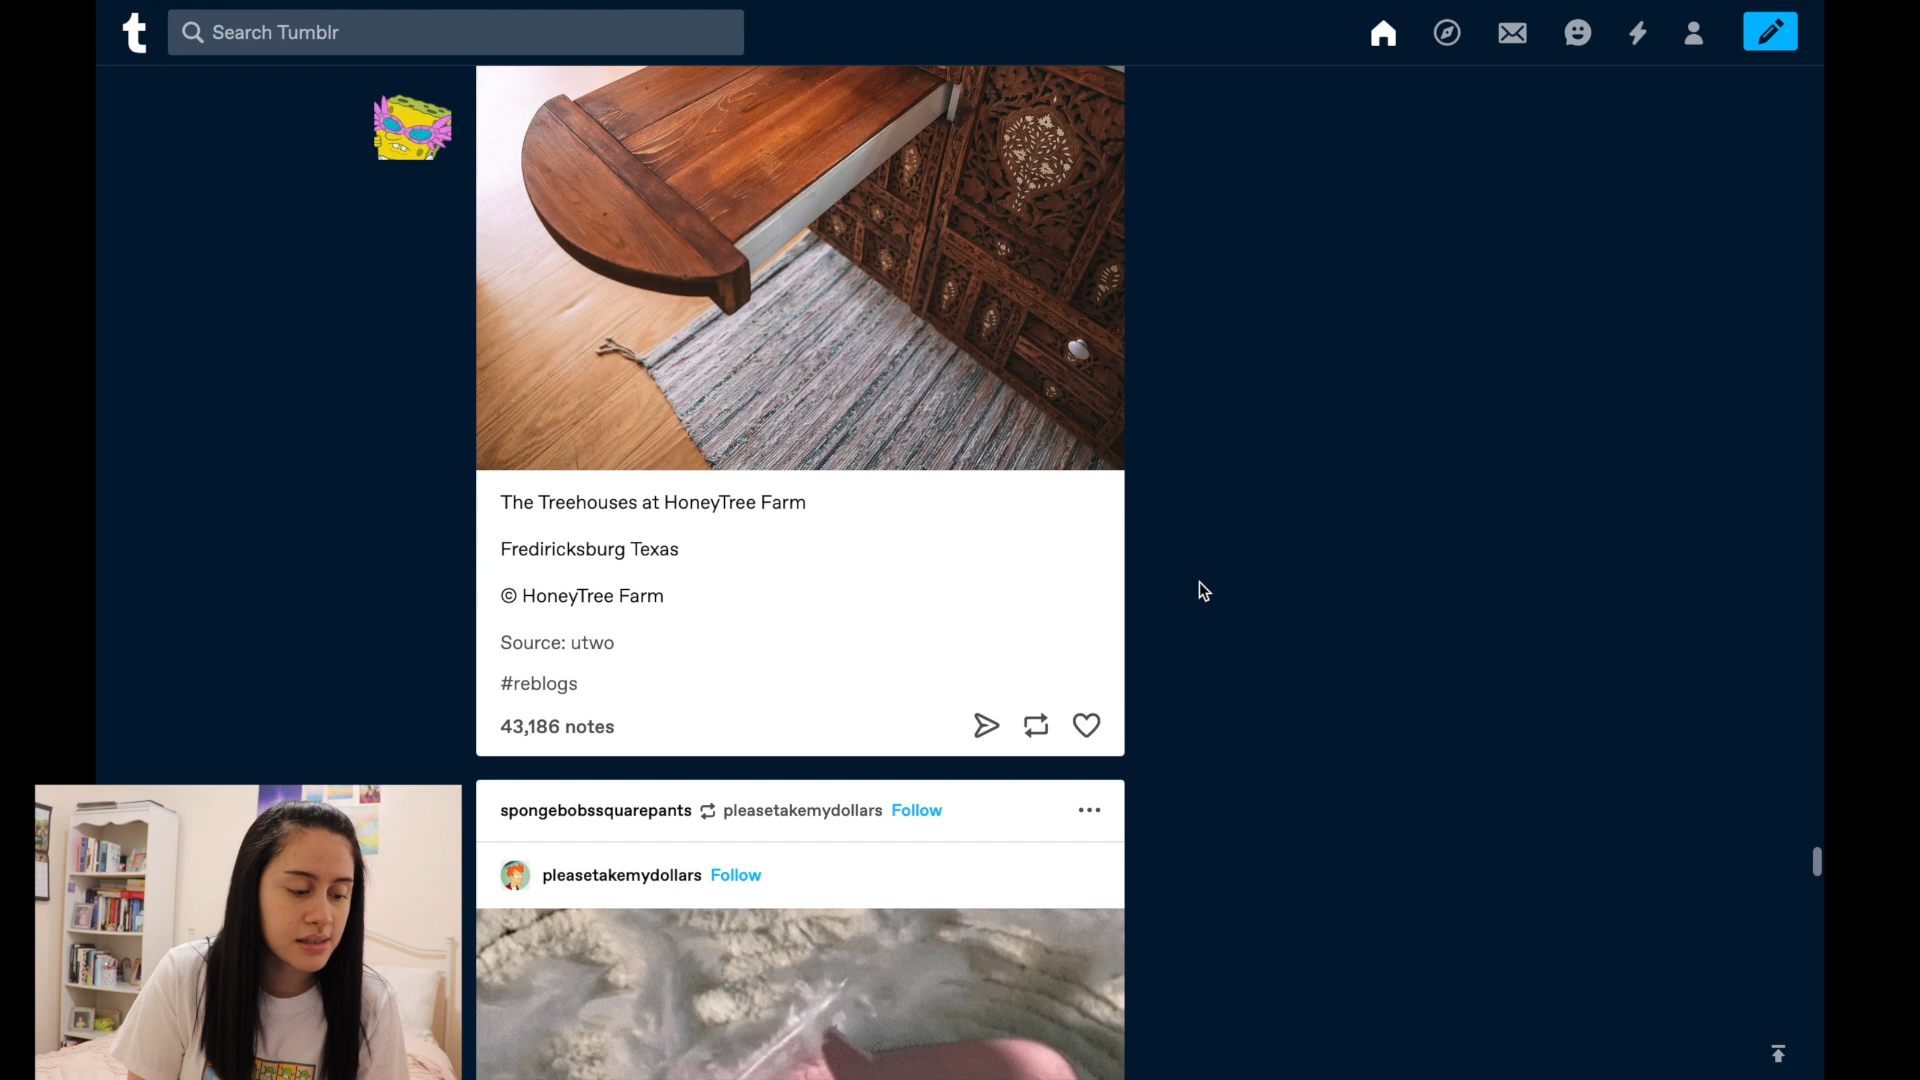 Search Tumblr
The Treehouses at HoneyTree Farm
Frediricksburg Texas
© HoneyTree Farm
Source: utwo
#reblogs
43,186 notes
spongebobssquarepants pleasetakemydollars Follow
pleasetakemydollars Follow